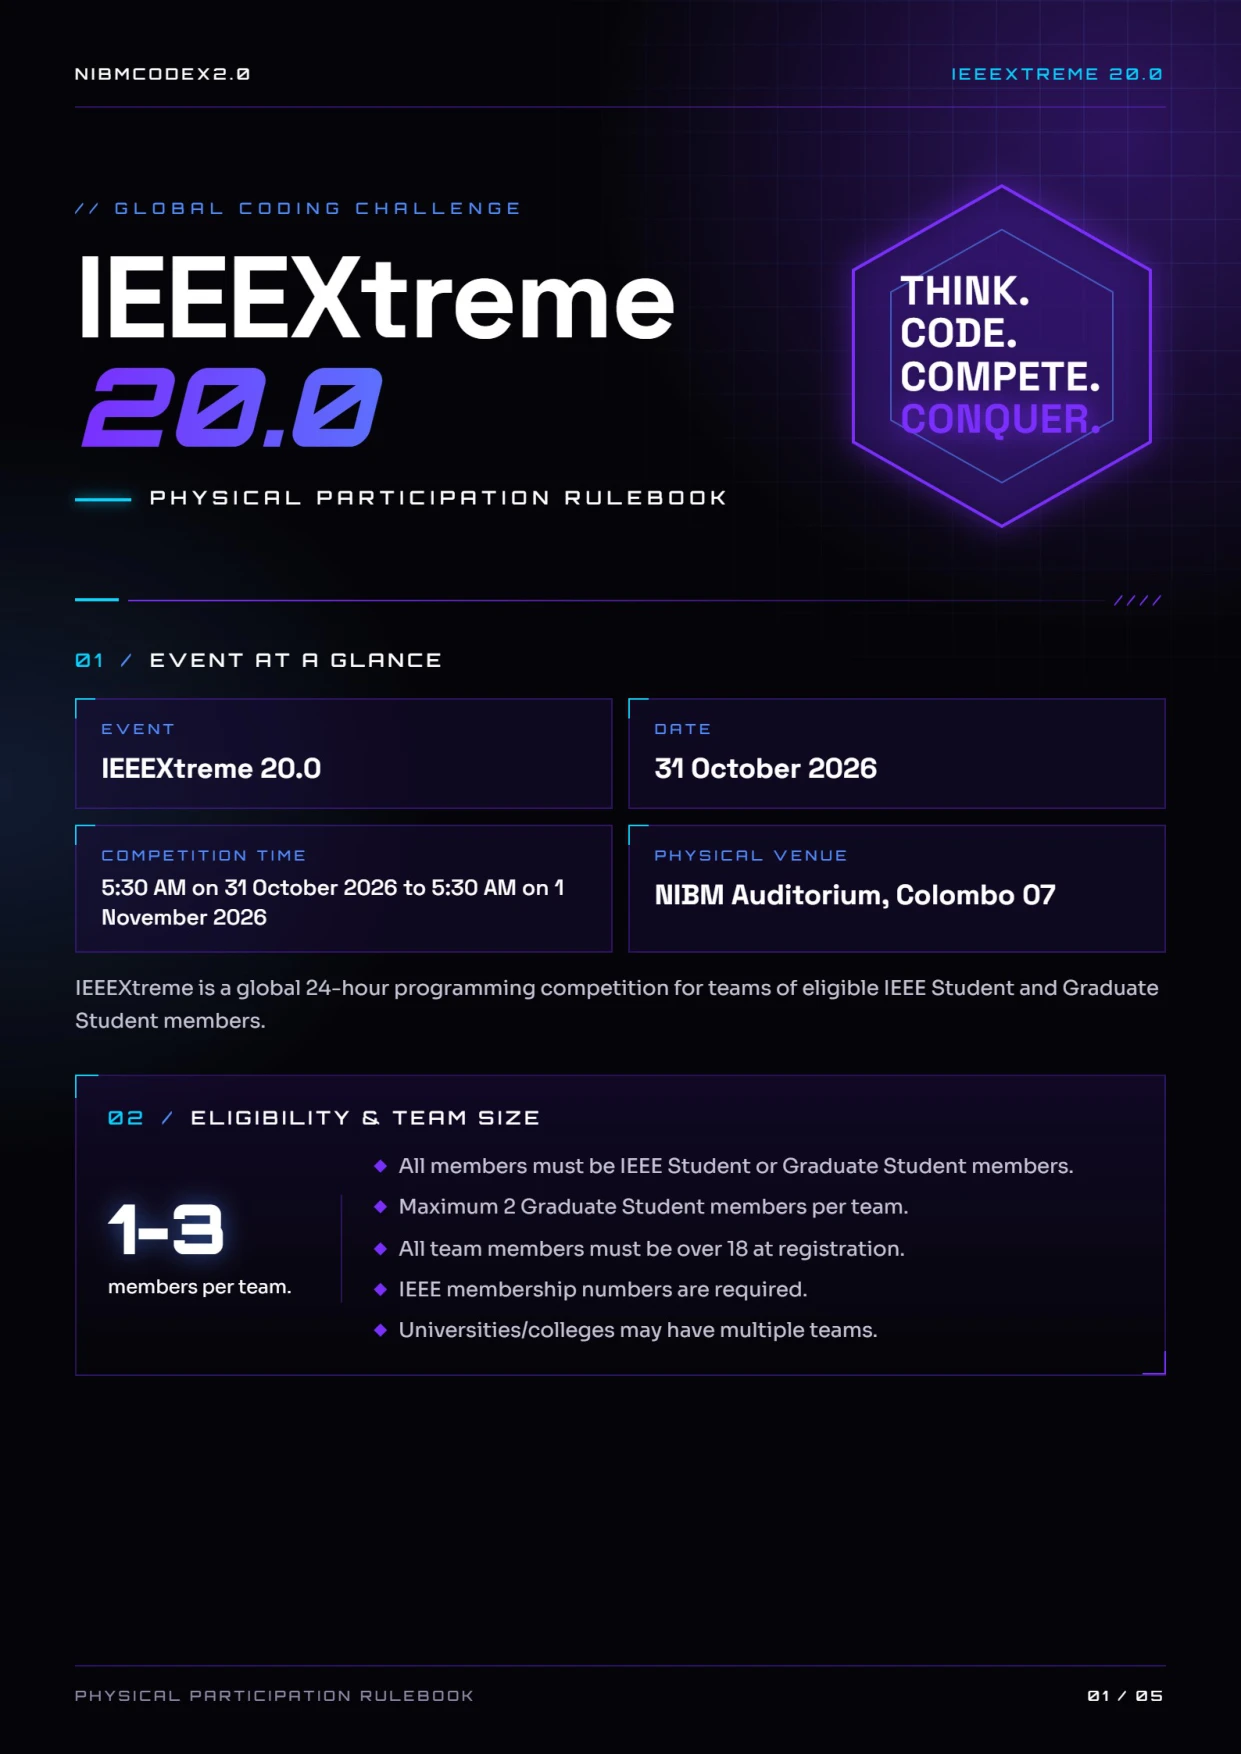 NIBMCODEX2.0
IEEEXTREME 20.0
// GLOBAL CODING CHALLENGE
IEEEXtreme
20.0
PHYSICAL PARTICIPATION RULEBOOK
THINK.
CODE.
COMPETE.
CONQUER.
////
01 / EVENT AT A GLANCE
EVENT
IEEEXtreme 20.0
DATE
31 October 2026
COMPETITION TIME
5:30 AM on 31 October 2026 to 5:30 AM on 1
November 2026
PHYSICAL VENUE
NIBM Auditorium, Colombo 07
IEEEXtreme is a global 24-hour programming competition for teams of eligible IEEE Student and Graduate
Student members.
02 / ELIGIBILITY & TEAM SIZE
1–3
members per team.
◆ All members must be IEEE Student or Graduate Student members.
◆ Maximum 2 Graduate Student members per team.
◆ All team members must be over 18 at registration.
◆ IEEE membership numbers are required.
◆ Universities/colleges may have multiple teams.
PHYSICAL PARTICIPATION RULEBOOK
01 / 05